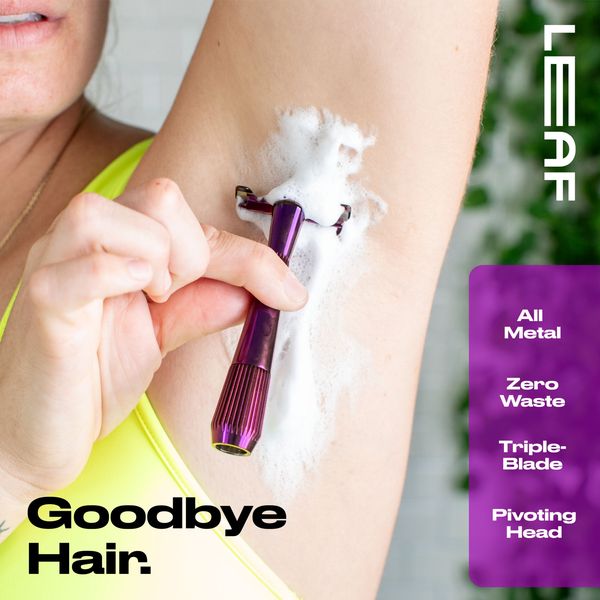 LEAF
All
Metal
Zero
Waste
Triple-
Blade
Pivoting
Head
Goodbye
Hair.